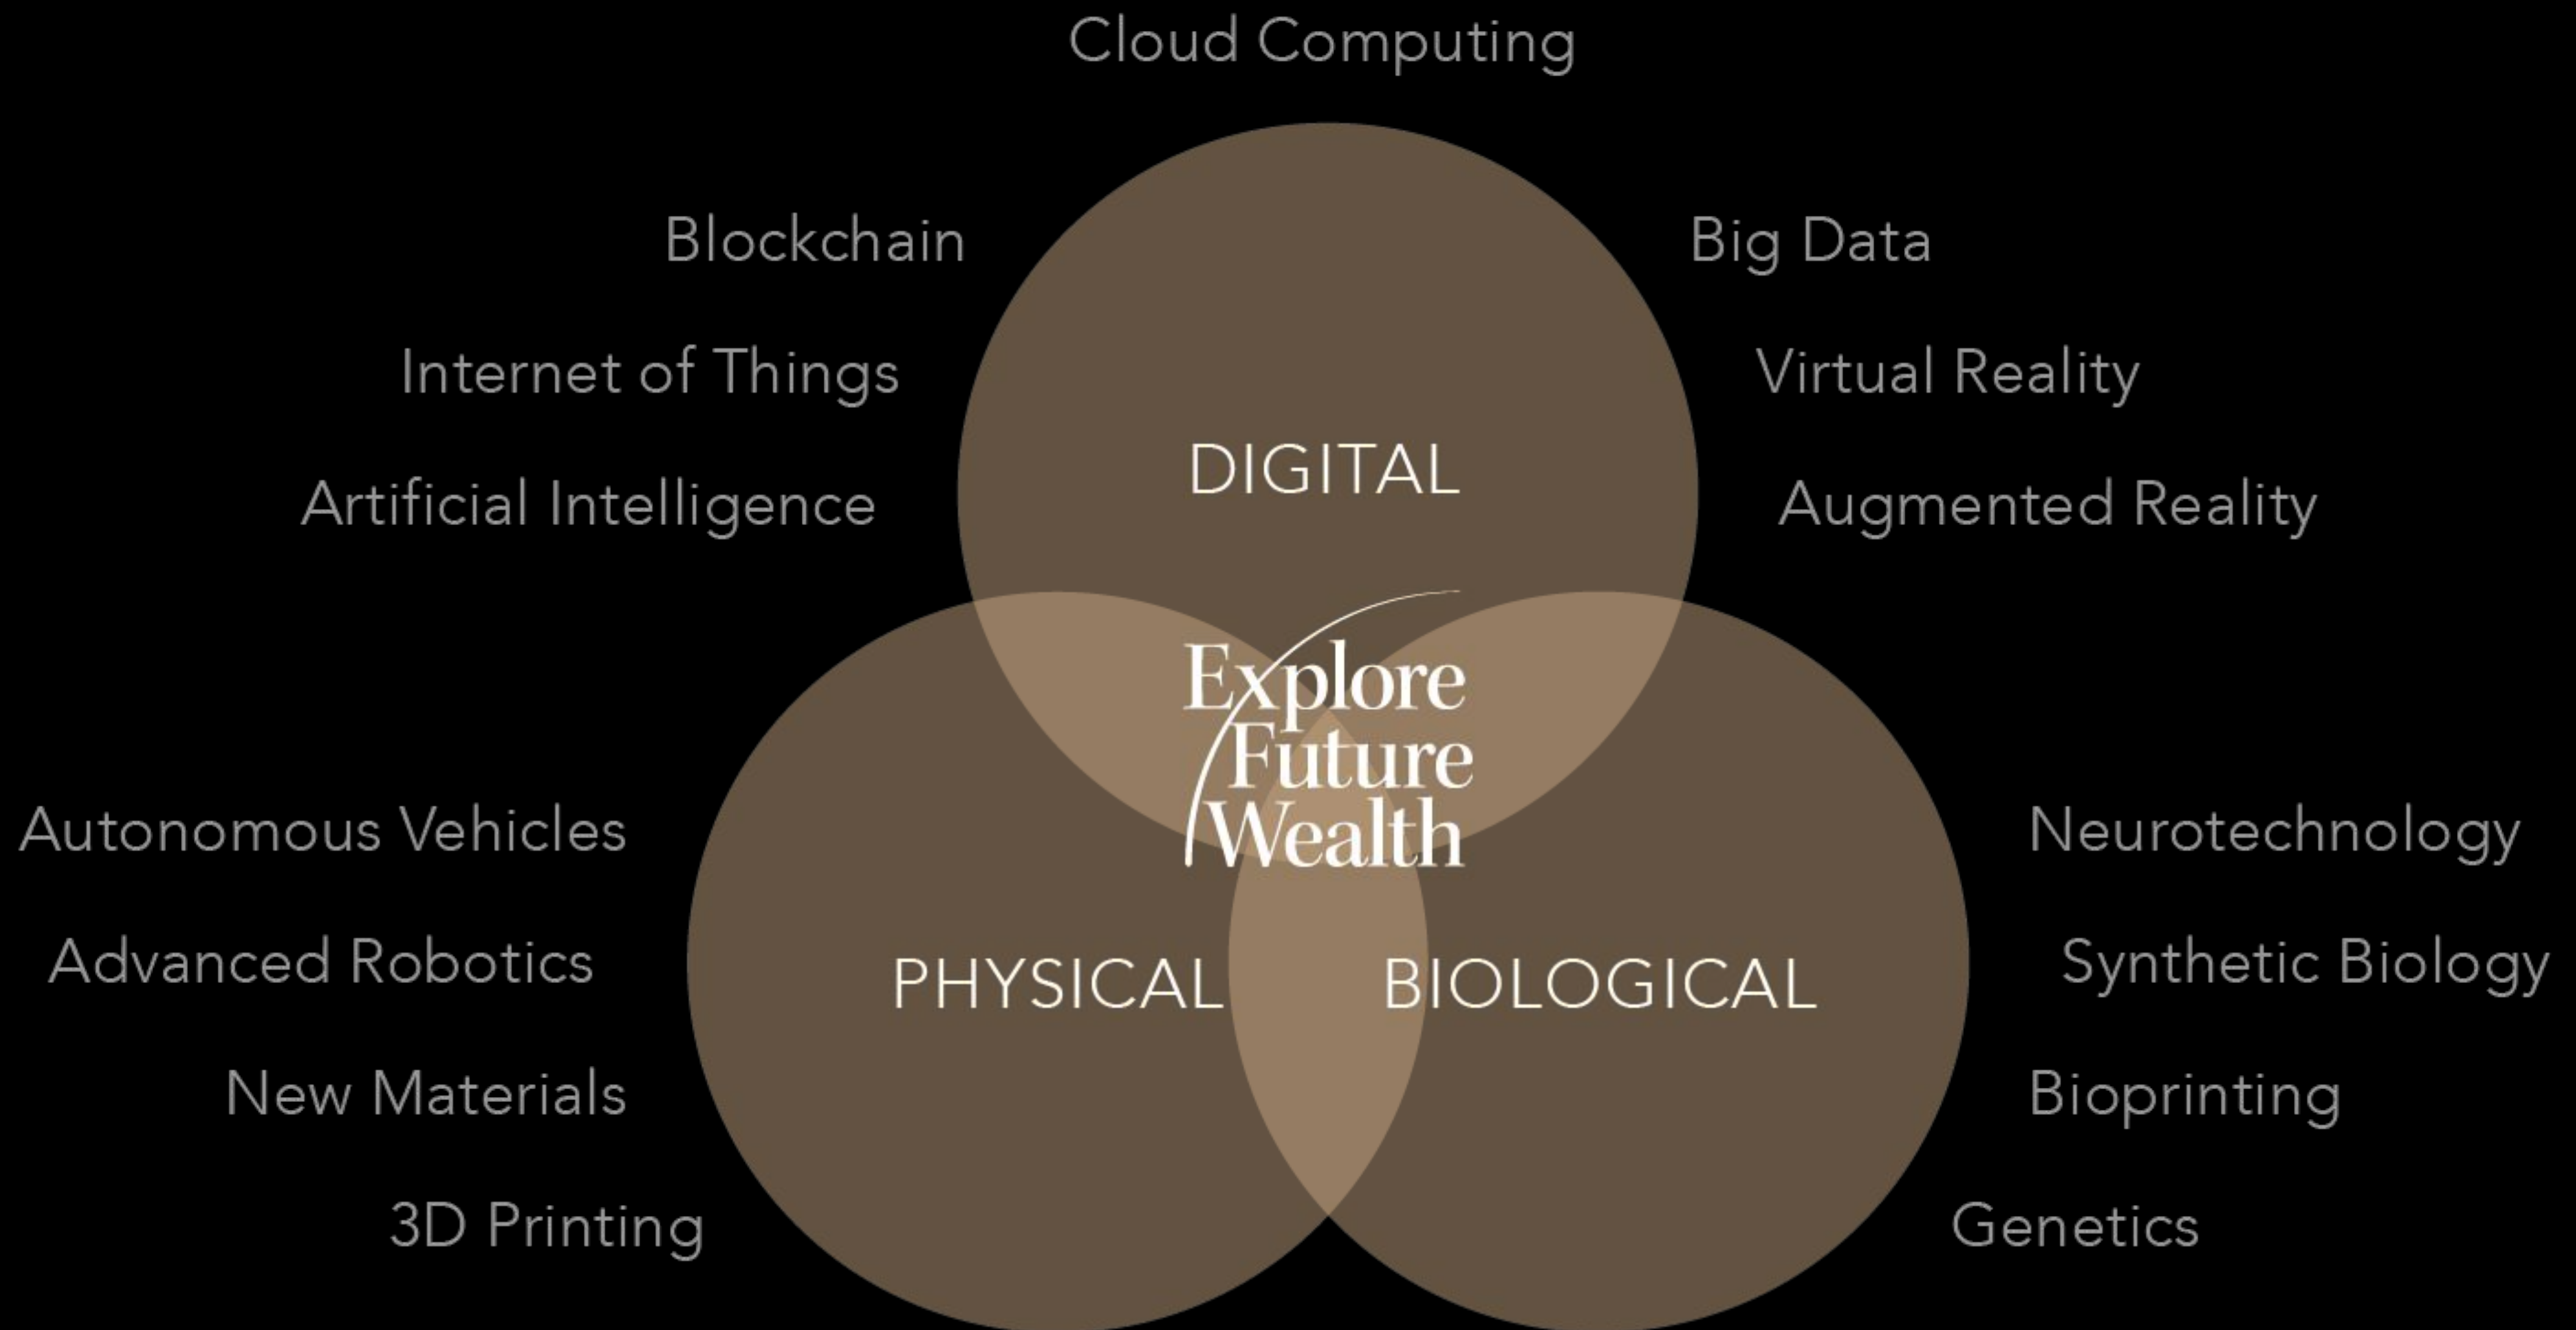 Cloud Computing
Blockchain
Big Data
Internet of Things
Virtual Reality
Artificial Intelligence
Augmented Reality
DIGITAL
Explore
Future
Wealth
Autonomous Vehicles
Neurotechnology
Advanced Robotics
Synthetic Biology
PHYSICAL
BIOLOGICAL
New Materials
Bioprinting
3D Printing
Genetics